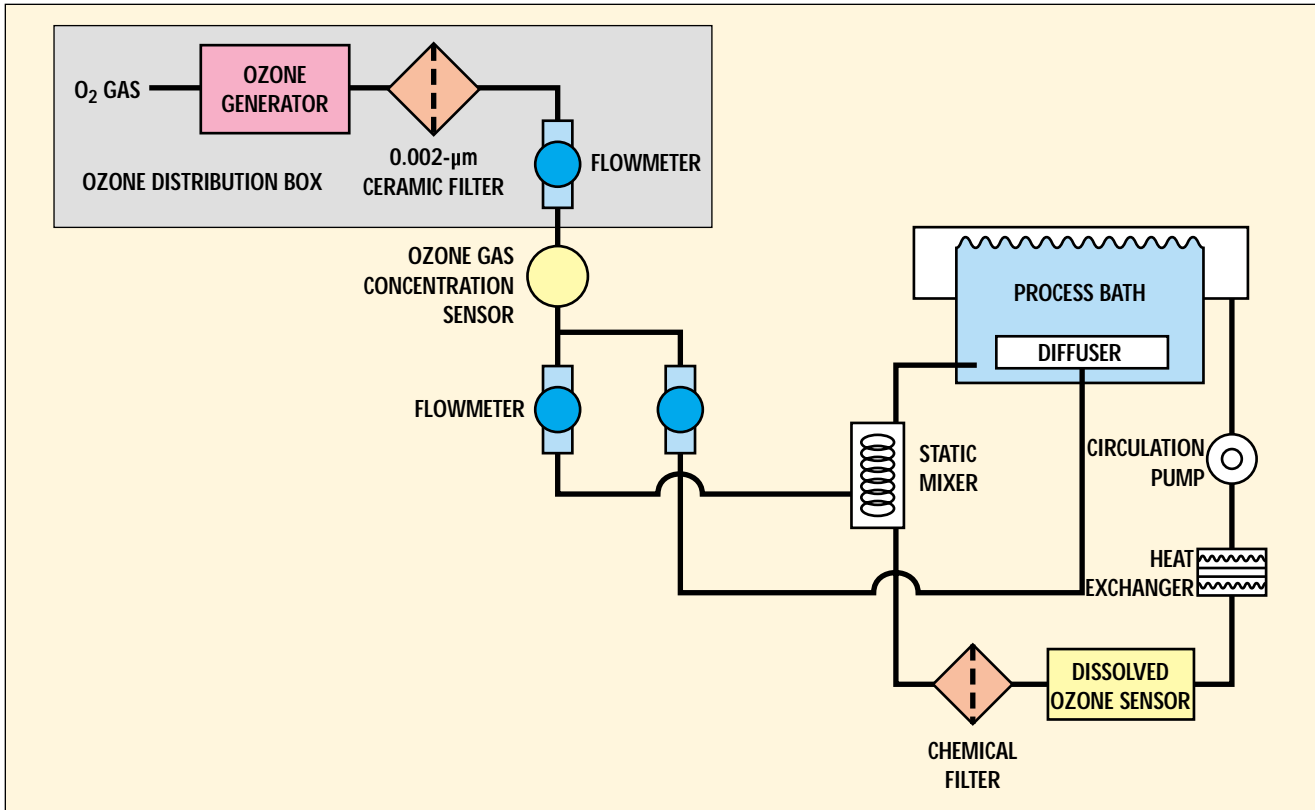 O₂ GAS
OZONE
GENERATOR
0.002-µm
CERAMIC FILTER
FLOWMETER
OZONE DISTRIBUTION BOX
OZONE GAS
CONCENTRATION
SENSOR
FLOWMETER
PROCESS BATH
DIFFUSER
STATIC
MIXER
CIRCULATION
PUMP
HEAT
EXCHANGER
DISSOLVED
OZONE SENSOR
CHEMICAL
FILTER